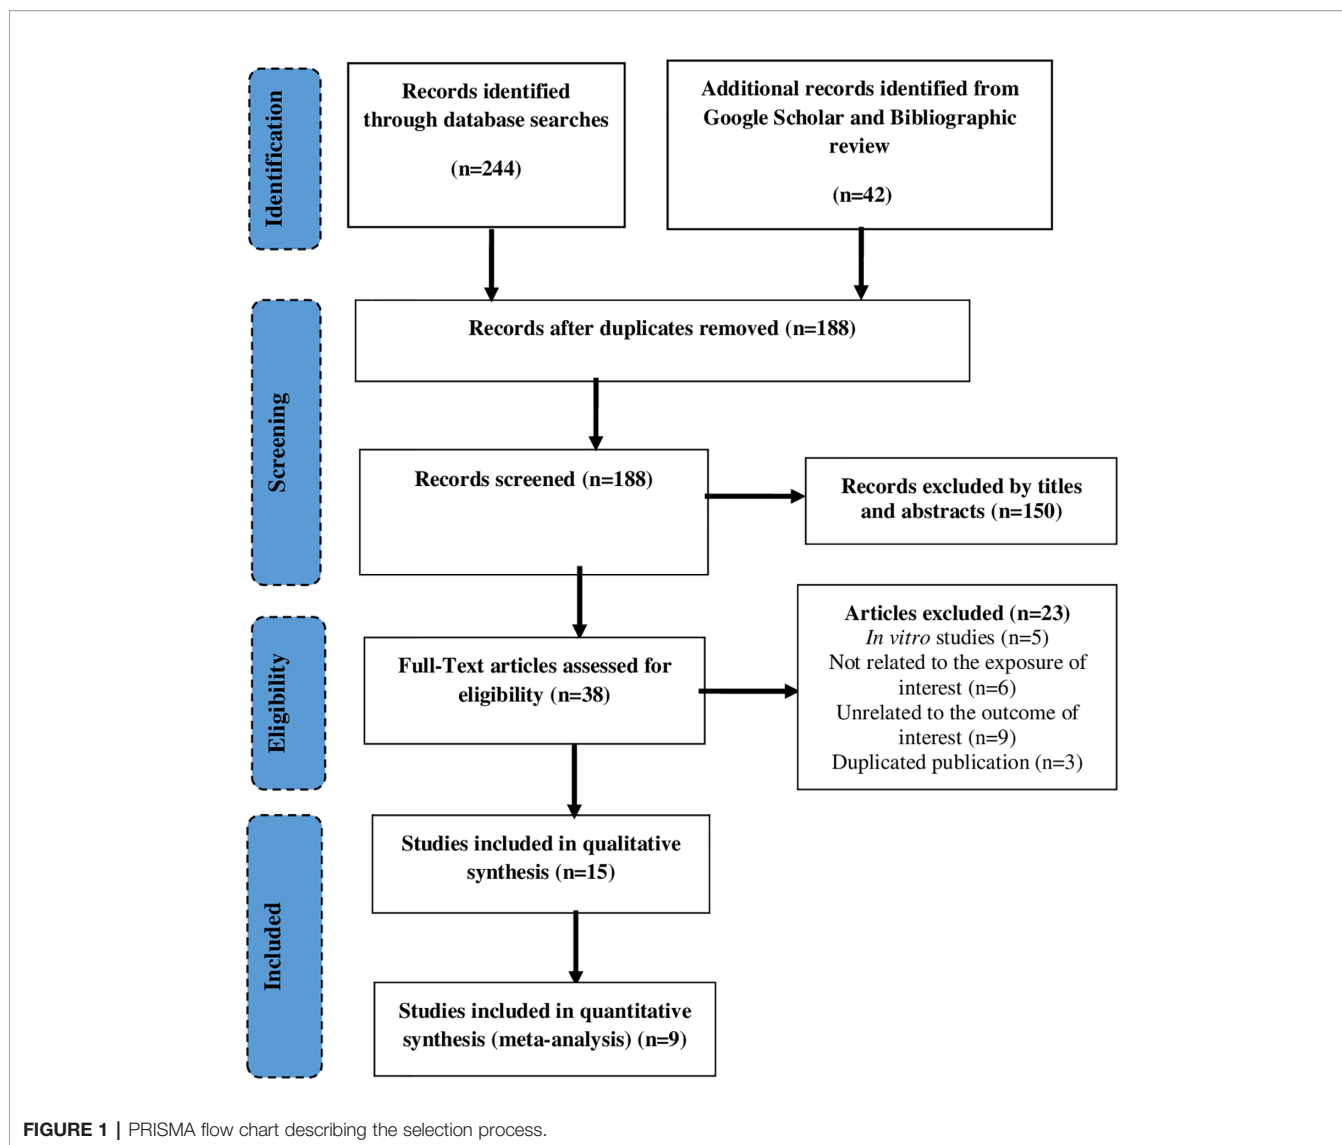 Identification
Records identified
through database searches
(n=244)
Additional records identified from
Google Scholar and Bibliographic
review
(n=42)
Screening
Records after duplicates removed (n=188)
Records screened (n=188)
Records excluded by titles
and abstracts (n=150)
Eligibility
Full-Text articles assessed for
eligibility (n=38)
Articles excluded (n=23)
In vitro studies (n=5)
Not related to the exposure of
interest (n=6)
Unrelated to the outcome of
interest (n=9)
Duplicated publication (n=3)
Included
Studies included in qualitative
synthesis (n=15)
Studies included in quantitative
synthesis (meta-analysis) (n=9)
FIGURE 1 | PRISMA flow chart describing the selection process.